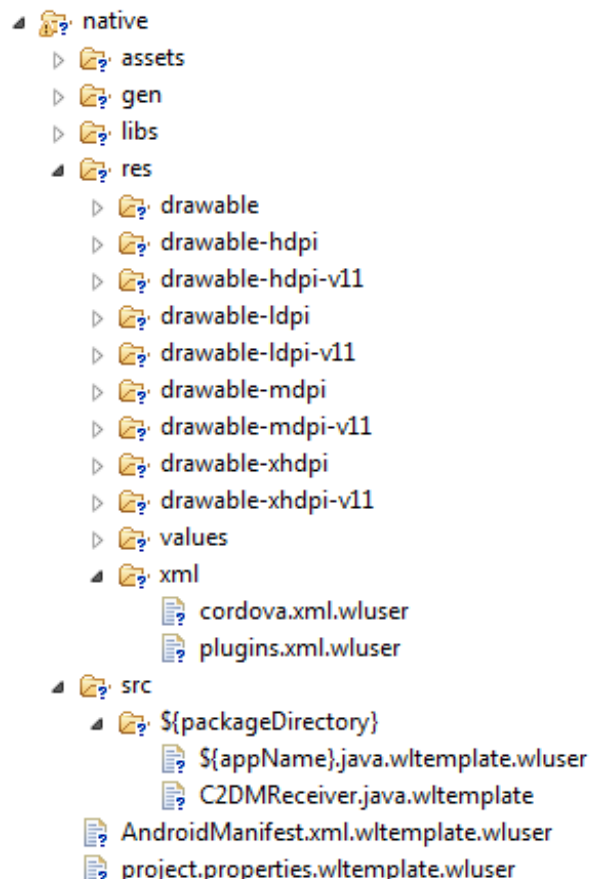 native
assets
gen
libs
res
drawable
drawable-hdpi
drawable-hdpi-v11
drawable-ldpi
drawable-ldpi-v11
drawable-mdpi
drawable-mdpi-v11
drawable-xhdpi
drawable-xhdpi-v11
values
xml
cordova.xml.wluser
plugins.xml.wluser
src
${packageDirectory}
${appName}.java.wltemplate.wluser
C2DMReceiver.java.wltemplate
AndroidManifest.xml.wltemplate.wluser
project.properties.wltemplate.wluser